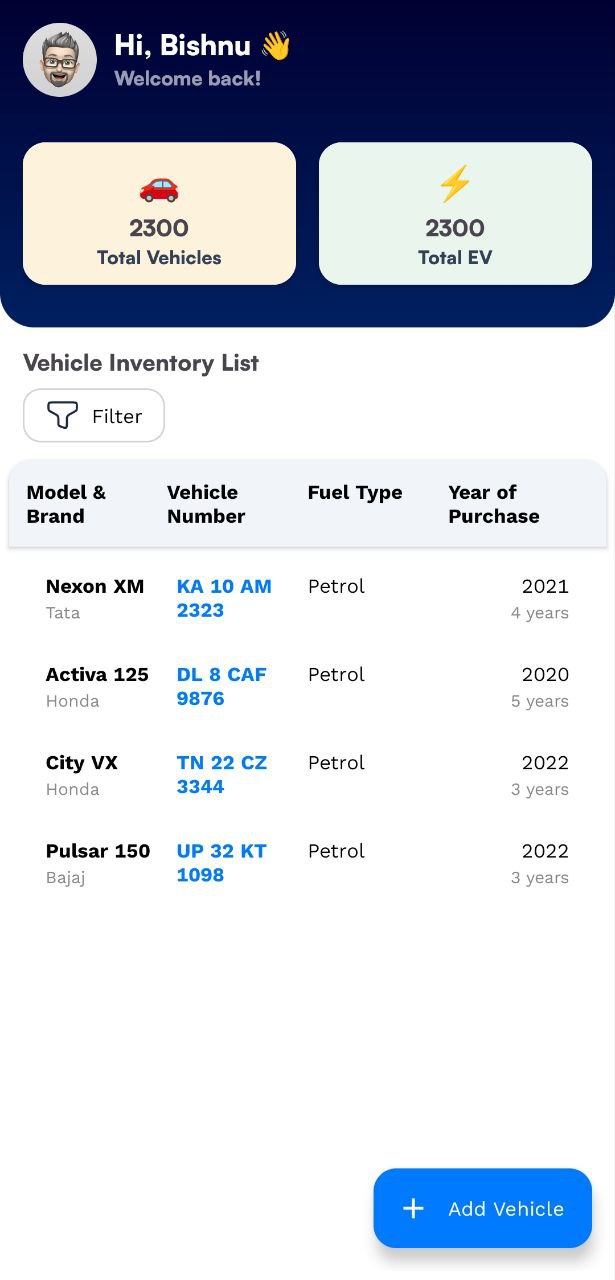 Hi, Bishnu 👋
Welcome back!
2300
Total Vehicles
2300
Total EV
Vehicle Inventory List
Filter
Model &
Brand
Vehicle
Number
Fuel Type
Year of
Purchase
Nexon XM
Tata
KA 10 AM
2323
Petrol
2021
4 years
Activa 125
Honda
DL 8 CAF
9876
Petrol
2020
5 years
City VX
Honda
TN 22 CZ
3344
Petrol
2022
3 years
Pulsar 150
Bajaj
UP 32 KT
1098
Petrol
2022
3 years
+ Add Vehicle